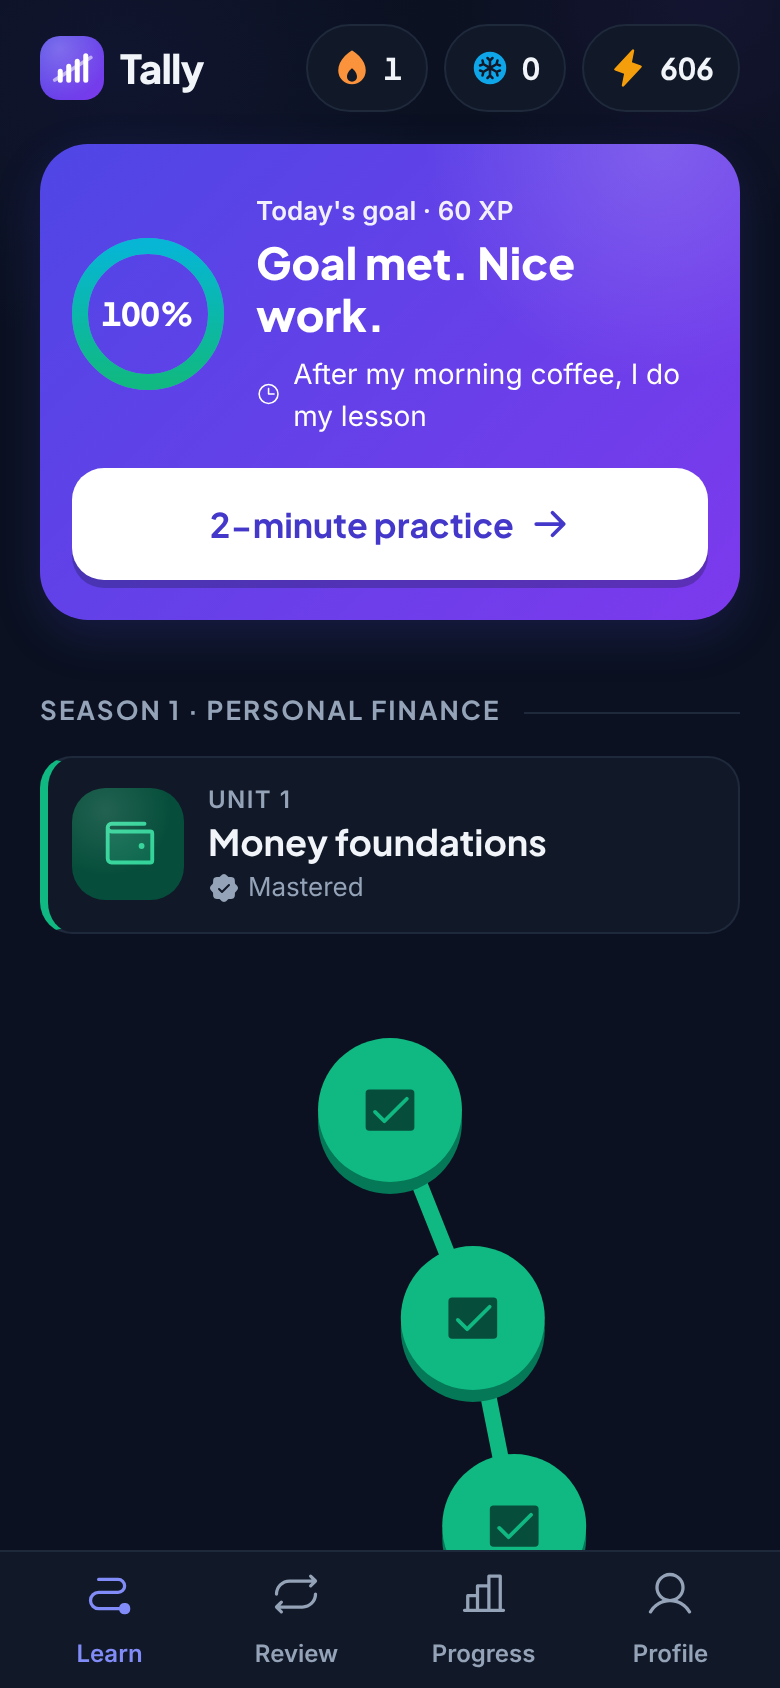 Tally
1
0
606
Today's goal · 60 XP
Goal met. Nice
work.
100%
After my morning coffee, I do
my lesson
2-minute practice
SEASON 1 · PERSONAL FINANCE
UNIT 1
Money foundations
Mastered
Learn
Review
Progress
Profile